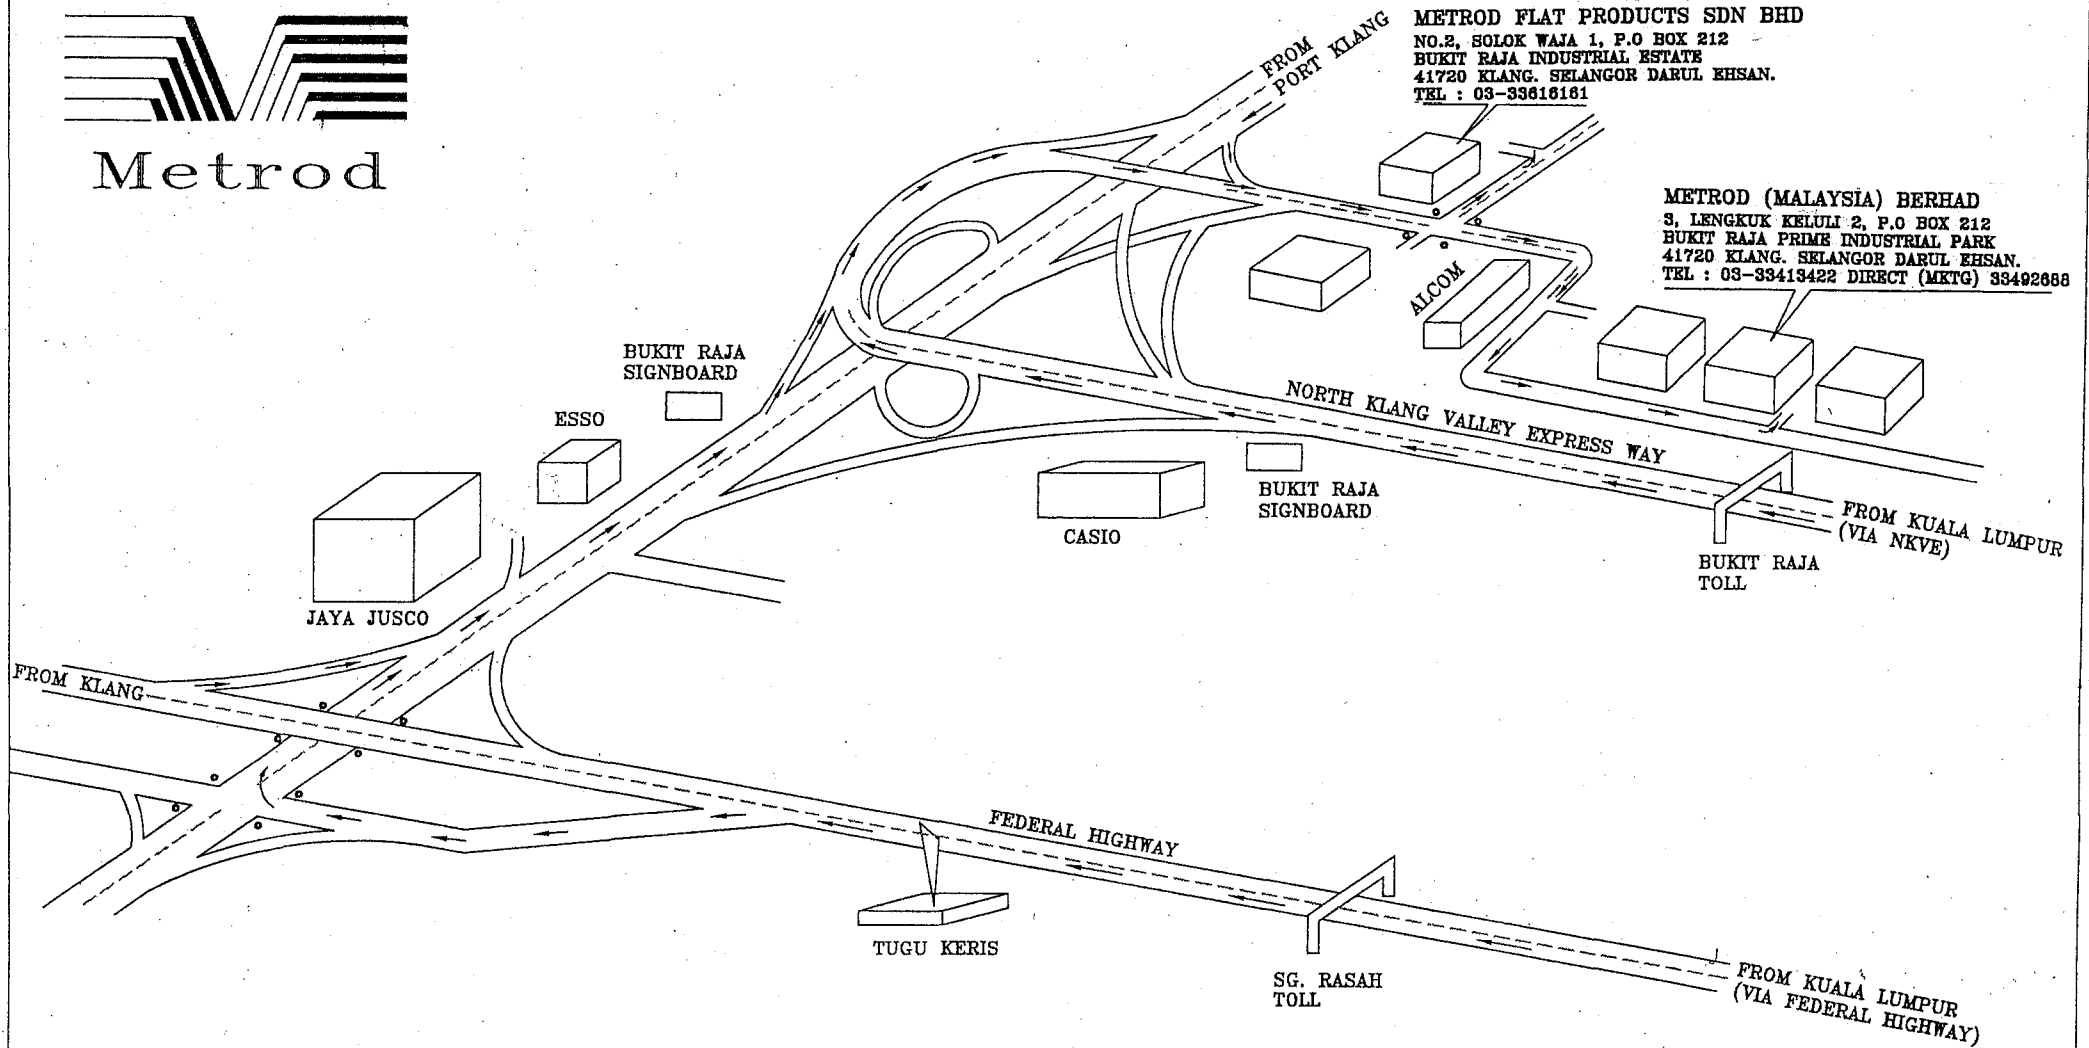 Metrod
FROM
PORT KLANG
METROD FLAT PRODUCTS SDN BHD
NO.2, SOLOK WAJA 1, P.O BOX 212
BUKIT RAJA INDUSTRIAL ESTATE
41720 KLANG. SELANGOR DARUL EHSAN.
TEL : 03-33616161
METROD (MALAYSIA) BERHAD
3, LENGKUK KELULI 2, P.O BOX 212
BUKIT RAJA PRIME INDUSTRIAL PARK
41720 KLANG. SELANGOR DARUL EHSAN.
TEL : 03-33413422 DIRECT (MKTG) 33492688
ALCOM
BUKIT RAJA
SIGNBOARD
ESSO
NORTH KLANG VALLEY EXPRESS WAY
BUKIT RAJA
SIGNBOARD
CASIO
FROM KUALA LUMPUR
(VIA NKVE)
BUKIT RAJA
TOLL
JAYA JUSCO
FROM KLANG
FEDERAL HIGHWAY
TUGU KERIS
SG. RASAH
TOLL
FROM KUALA LUMPUR
(VIA FEDERAL HIGHWAY)